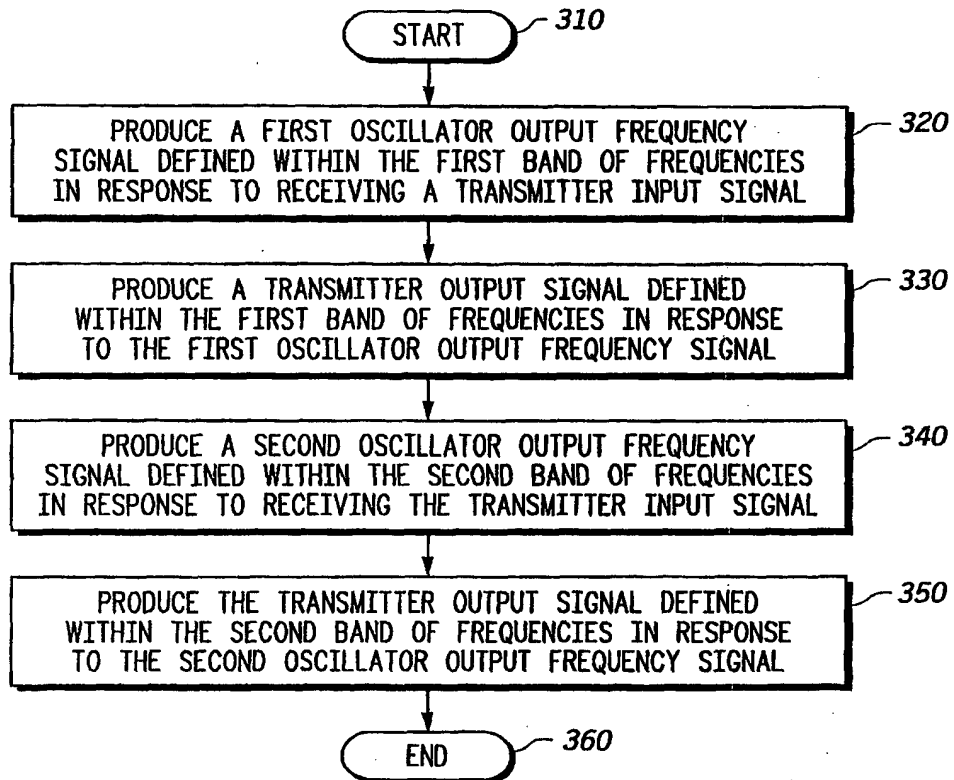 START
310
PRODUCE A FIRST OSCILLATOR OUTPUT FREQUENCY
SIGNAL DEFINED WITHIN THE FIRST BAND OF FREQUENCIES
IN RESPONSE TO RECEIVING A TRANSMITTER INPUT SIGNAL
320
PRODUCE A TRANSMITTER OUTPUT SIGNAL DEFINED
WITHIN THE FIRST BAND OF FREQUENCIES IN RESPONSE
TO THE FIRST OSCILLATOR OUTPUT FREQUENCY SIGNAL
330
PRODUCE A SECOND OSCILLATOR OUTPUT FREQUENCY
SIGNAL DEFINED WITHIN THE SECOND BAND OF FREQUENCIES
IN RESPONSE TO RECEIVING THE TRANSMITTER INPUT SIGNAL
340
PRODUCE THE TRANSMITTER OUTPUT SIGNAL DEFINED
WITHIN THE SECOND BAND OF FREQUENCIES IN RESPONSE
TO THE SECOND OSCILLATOR OUTPUT FREQUENCY SIGNAL
350
END
360